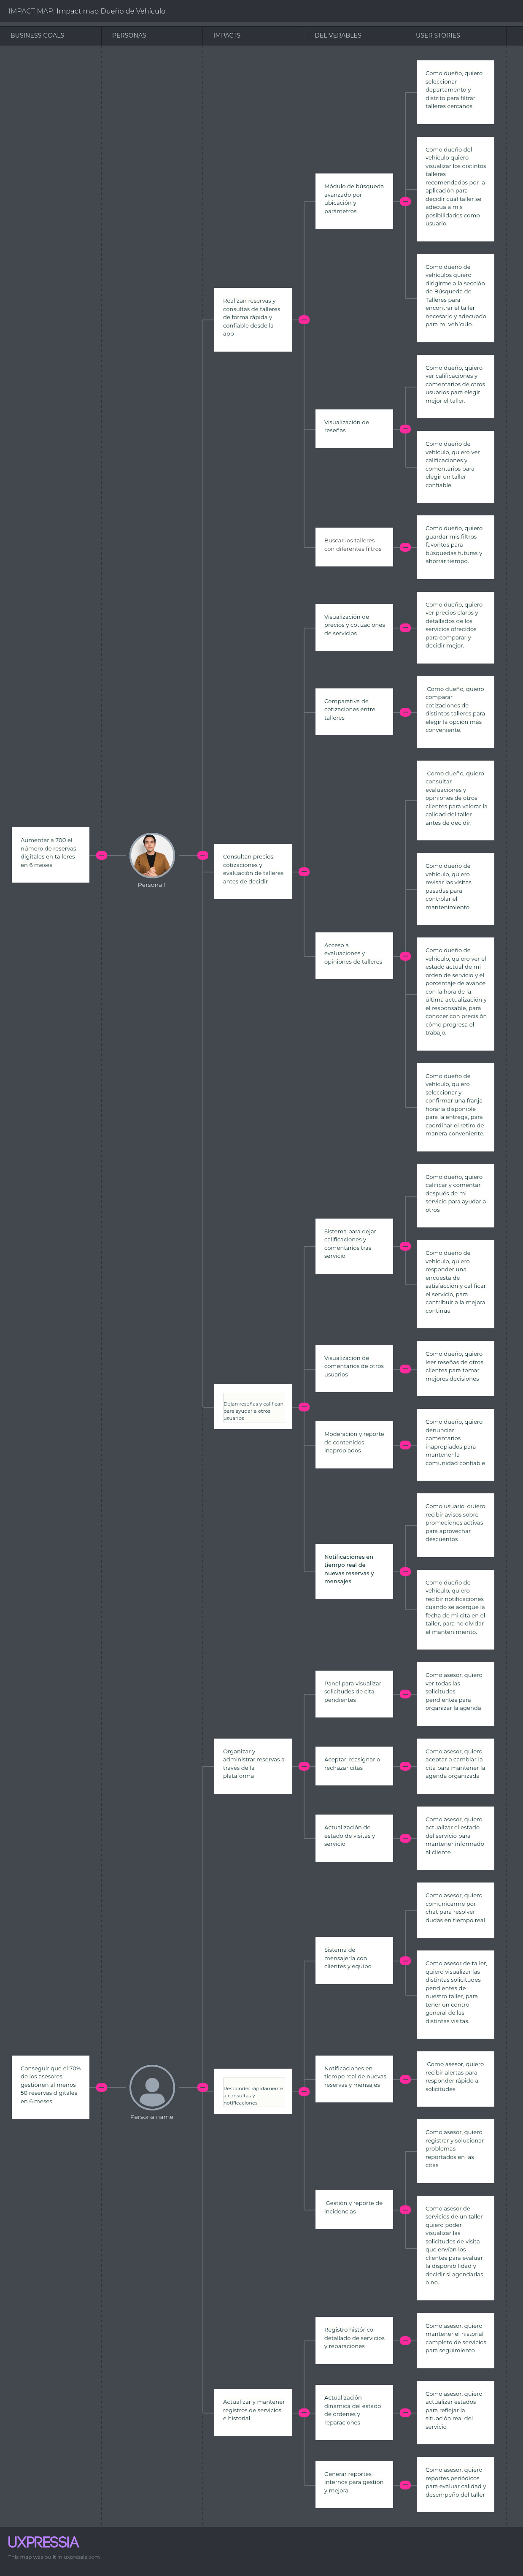 IMPACT MAP: Impact map Dueño de Vehículo
BUSINESS GOALS
PERSONAS
IMPACTS
DELIVERABLES
USER STORIES
Como dueño, quiero
seleccionar
departamento y
distrito para filtrar
talleres cercanos
Como dueño del
vehículo quiero
visualizar los distintos
talleres
recomendados por la
aplicación para
decidir cuál taller se
adecua a mis
posibilidades como
usuario.
Módulo de búsqueda
avanzado por
ubicación y
parámetros
Como dueño de
vehículos quiero
dirigirme a la sección
de Búsqueda de
Talleres para
encontrar el taller
necesario y adecuado
para mi vehículo.
Realizan reservas y
consultas de talleres
de forma rápida y
confiable desde la
app
Como dueño, quiero
ver calificaciones y
comentarios de otros
usuarios para elegir
mejor el taller.
Visualización de
reseñas
Como dueño de
vehículo, quiero ver
calificaciones y
comentarios para
elegir un taller
confiable.
Buscar los talleres
con diferentes filtros
Como dueño, quiero
guardar mis filtros
favoritos para
búsquedas futuras y
ahorrar tiempo.
Visualización de
precios y cotizaciones
de servicios
Como dueño, quiero
ver precios claros y
detallados de los
servicios ofrecidos
para comparar y
decidir mejor.
Comparativa de
cotizaciones entre
talleres
Como dueño, quiero
comparar
cotizaciones de
distintos talleres para
elegir la opción más
conveniente.
Como dueño, quiero
consultar
evaluaciones y
opiniones de otros
clientes para valorar la
calidad del taller
antes de decidir.
Aumentar a 700 el
número de reservas
digitales en talleres
en 6 meses
Persona 1
Consultan precios,
cotizaciones y
evaluación de talleres
antes de decidir
Como dueño de
vehículo, quiero
revisar las visitas
pasadas para
controlar el
mantenimiento.
Acceso a
evaluaciones y
opiniones de talleres
Como dueño de
vehículo, quiero ver el
estado actual de mi
orden de servicio y el
porcentaje de avance
con la hora de la
última actualización y
el responsable, para
conocer con precisión
cómo progresa el
trabajo.
Como dueño de
vehículo, quiero
seleccionar y
confirmar una franja
horaria disponible
para la entrega, para
coordinar el retiro de
manera conveniente.
Como dueño, quiero
calificar y comentar
después de mi
servicio para ayudar a
otros
Sistema para dejar
calificaciones y
comentarios tras
servicio
Como dueño de
vehículo, quiero
responder una
encuesta de
satisfacción y calificar
el servicio, para
contribuir a la mejora
continua
Visualización de
comentarios de otros
usuarios
Como dueño, quiero
leer reseñas de otros
clientes para tomar
mejores decisiones
Dejan reseñas y califican
para ayudar a otros
usuarios
Moderación y reporte
de contenidos
inapropiados
Como dueño, quiero
denunciar
comentarios
inapropiados para
mantener la
comunidad confiable
Como usuario, quiero
recibir avisos sobre
promociones activas
para aprovechar
descuentos
Notificaciones en
tiempo real de
nuevas reservas y
mensajes
Como dueño de
vehículo, quiero
recibir notificaciones
cuando se acerque la
fecha de mi cita en el
taller, para no olvidar
el mantenimiento.
Panel para visualizar
solicitudes de cita
pendientes
Como asesor, quiero
ver todas las
solicitudes
pendientes para
organizar la agenda
Organizar y
administrar reservas a
través de la
plataforma
Aceptar, reasignar o
rechazar citas
Como asesor, quiero
aceptar o cambiar la
cita para mantener la
agenda organizada
Actualización de
estado de visitas y
servicio
Como asesor, quiero
actualizar el estado
del servicio para
mantener informado
al cliente
Como asesor, quiero
comunicarme por
chat para resolver
dudas en tiempo real
Sistema de
mensajería con
clientes y equipo
Como asesor de taller,
quiero visualizar las
distintas solicitudes
pendientes de
nuestro taller, para
tener un control
general de las
distintas visitas.
Conseguir que el 70%
de los asesores
gestionen al menos
50 reservas digitales
en 6 meses
Persona name
Responder rápidamente
a consultas y
notificaciones
Notificaciones en
tiempo real de nuevas
reservas y mensajes
Como asesor, quiero
recibir alertas para
responder rápido a
solicitudes
Como asesor, quiero
registrar y solucionar
problemas
reportados en las
citas
Gestión y reporte de
incidencias
Como asesor de
servicios de un taller
quiero poder
visualizar las
solicitudes de visita
que envían los
clientes para evaluar
la disponibilidad y
decidir si agendarlas
o no.
Registro histórico
detallado de servicios
y reparaciones
Como asesor, quiero
mantener el historial
completo de servicios
para seguimiento
Actualizar y mantener
registros de servicios
e historial
Actualización
dinámica del estado
de ordenes y
reparaciones
Como asesor, quiero
actualizar estados
para reflejar la
situación real del
servicio
Generar reportes
internos para gestión
y mejora
Como asesor, quiero
reportes periódicos
para evaluar calidad y
desempeño del taller
UXPRESSIA
This map was built in uxpressia.com